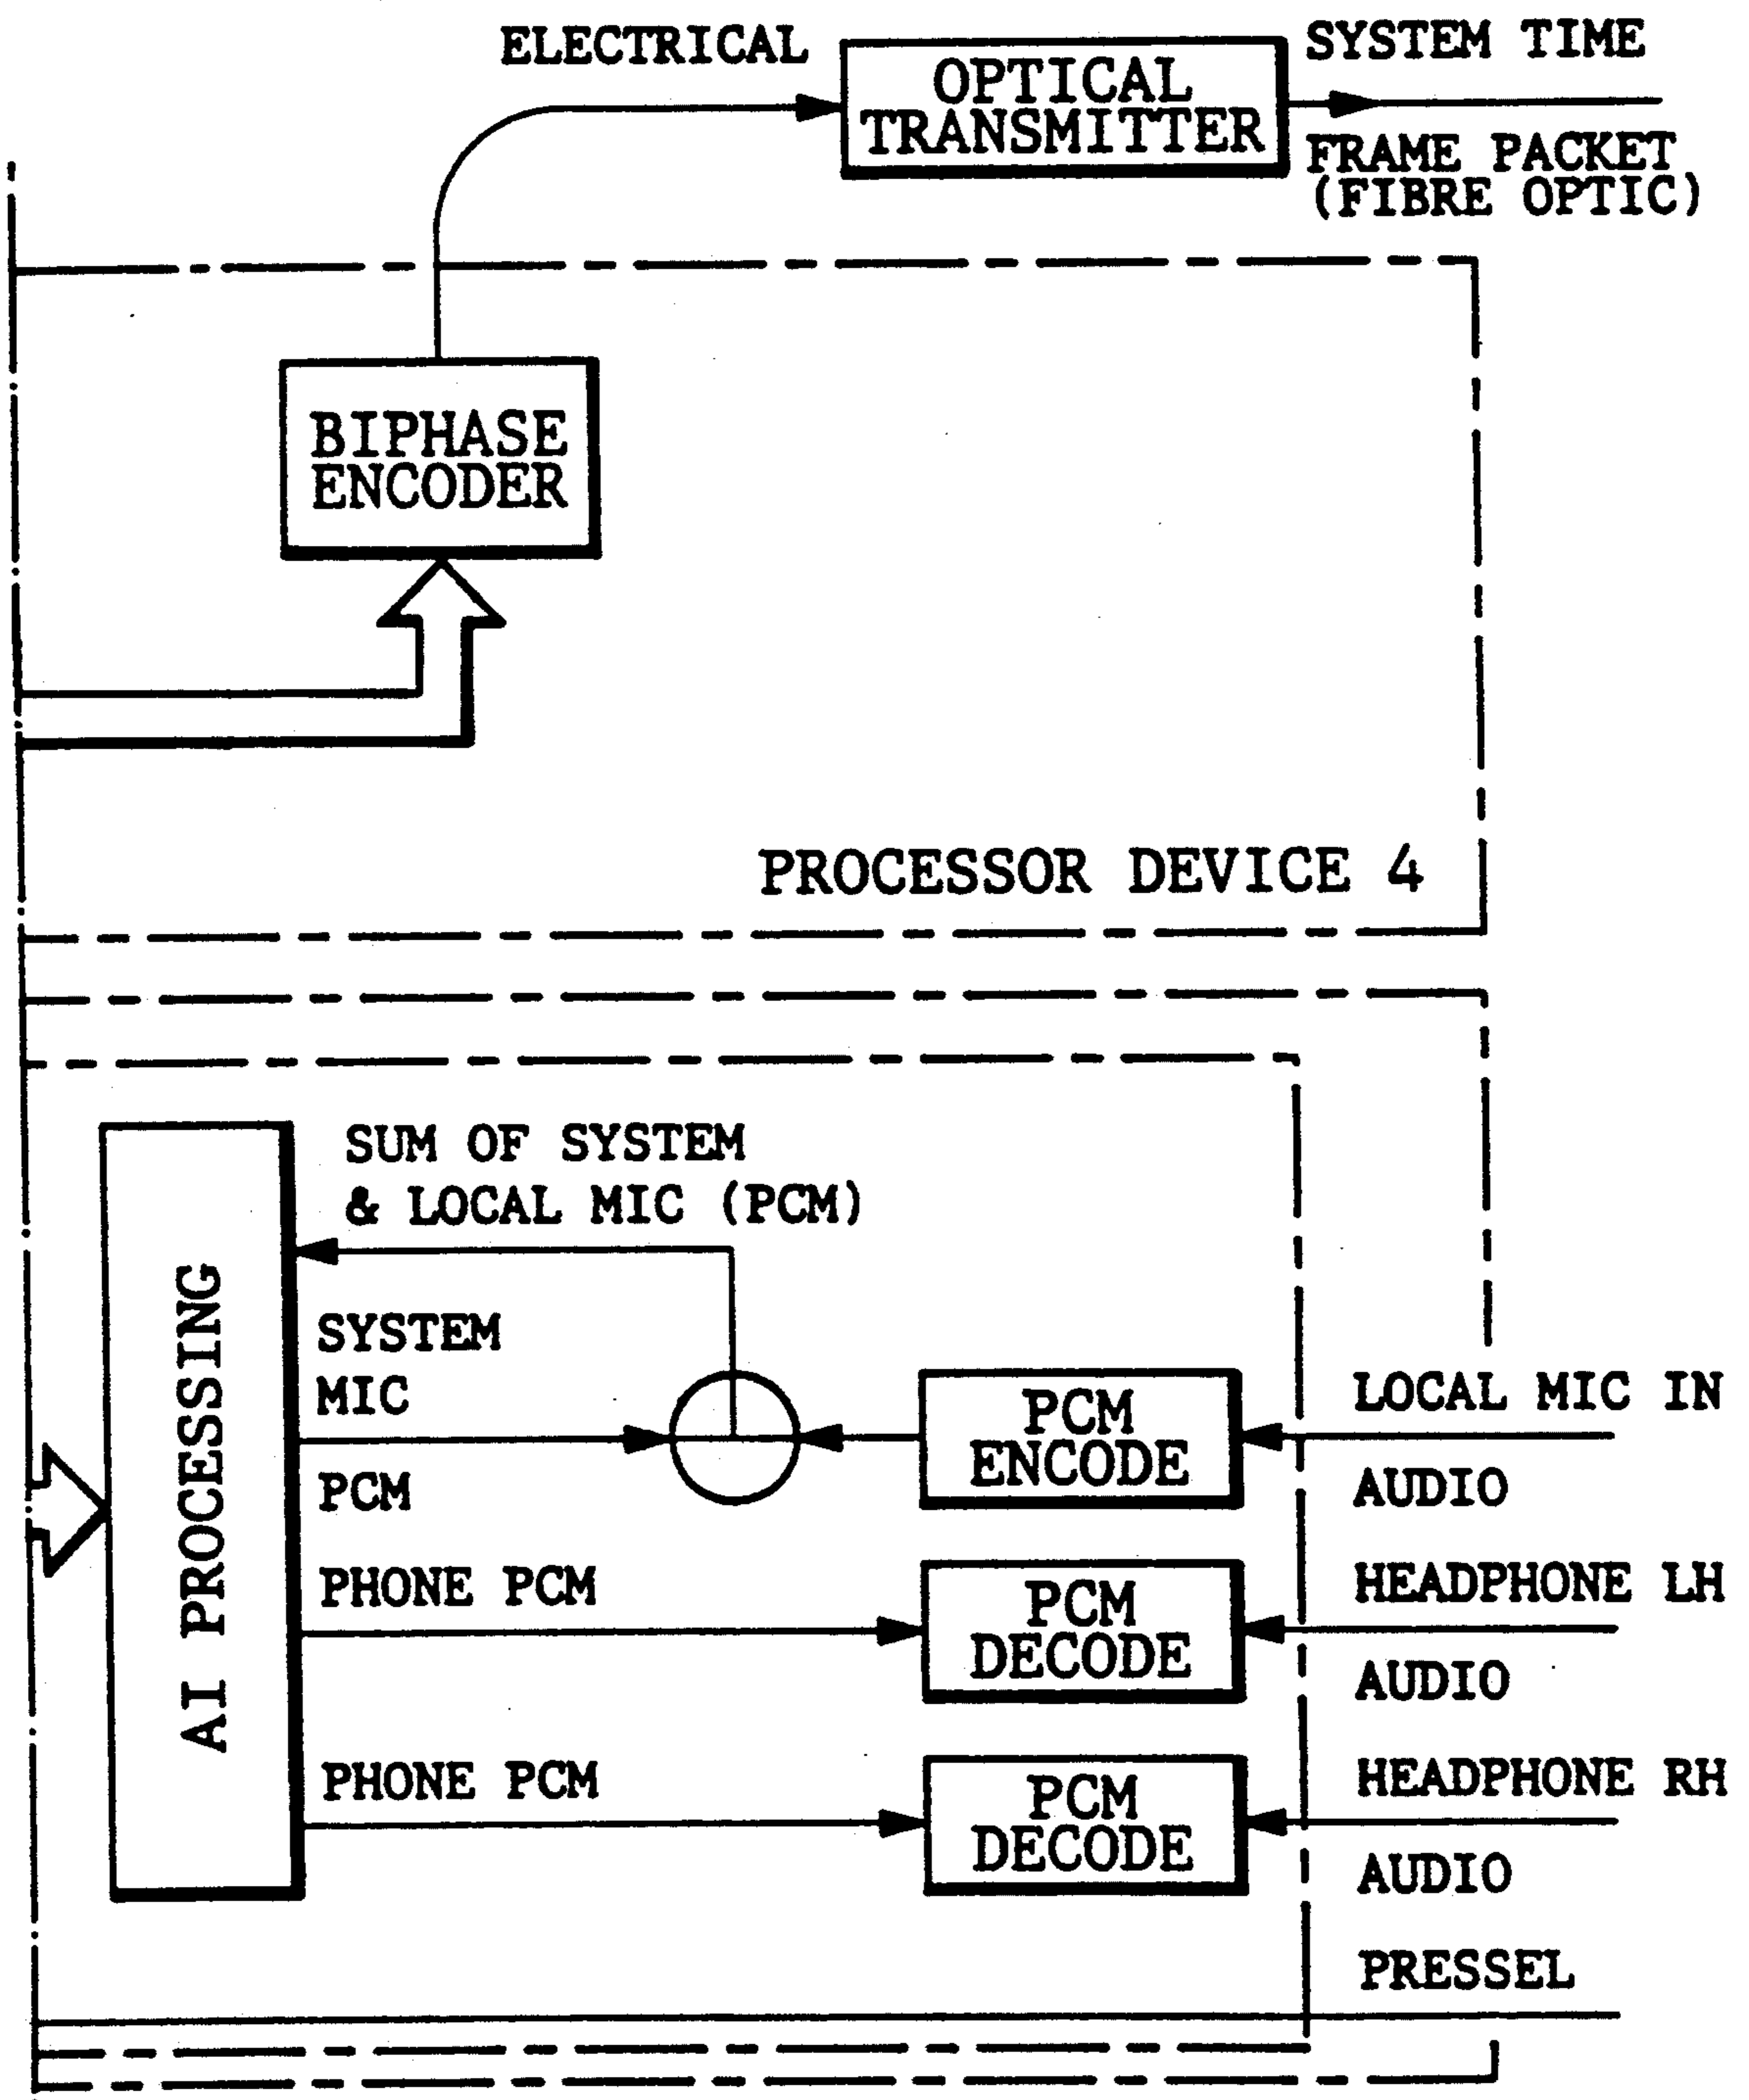 ELECTRICAL
OPTICAL
TRANSMITTER
SYSTEM TIME
FRAME PACKET
(FIBRE OPTIC)
BIPHASE
ENCODER
PROCESSOR DEVICE 4
AI PROCESSING
SUM OF SYSTEM
& LOCAL MIC (PCM)
SYSTEM
MIC
PCM
PCM
ENCODE
LOCAL MIC IN
AUDIO
PHONE PCM
PCM
DECODE
HEADPHONE LH
AUDIO
PHONE PCM
PCM
DECODE
HEADPHONE RH
AUDIO
PRESSEL